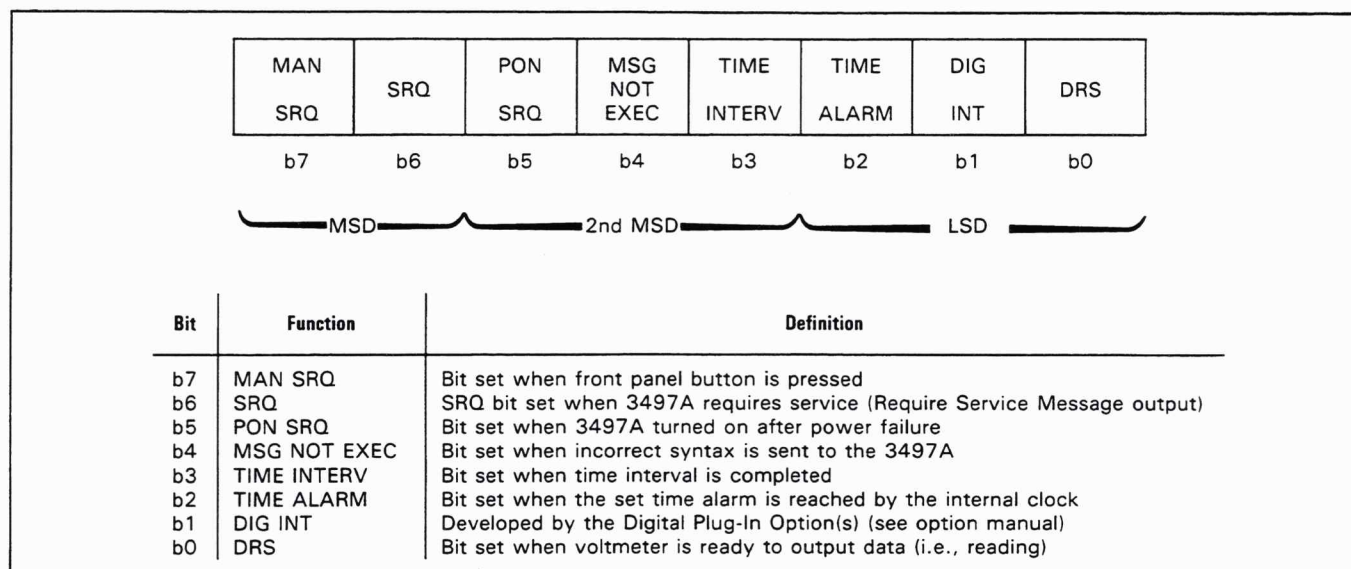 MAN SRQ SRQ PON SRQ MSG NOT EXEC TIME INTERV TIME ALARM DIG INT DRS
b7 b6 b5 b4 b3 b2 b1 b0
MSD 2nd MSD LSD
Bit Function Definition
b7 MAN SRQ Bit set when front panel button is pressed
b6 SRQ SRQ bit set when 3497A requires service (Require Service Message output)
b5 PON SRQ Bit set when 3497A turned on after power failure
b4 MSG NOT EXEC Bit set when incorrect syntax is sent to the 3497A
b3 TIME INTERV Bit set when time interval is completed
b2 TIME ALARM Bit set when the set time alarm is reached by the internal clock
b1 DIG INT Developed by the Digital Plug-In Option(s) (see option manual)
b0 DRS Bit set when voltmeter is ready to output data (i.e., reading)